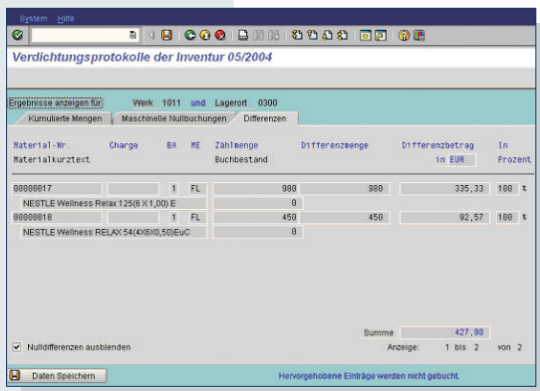 System Hilfe
Verdichtungsprotokolle der Inventur 05/2004
Ergebnisse anzeigen für Werk 1011 und Lagerort 0300
Kumulierte Mengen Maschinelle Nullbuchungen Differenzen
Material-Nr. Charge BA ME Zählmenge Differenzmenge Differenzbetrag In
Materialkurztext Buchbestand in EUR Prozent
00000017 1 FL 980 980 335,33 100 %
NESTLE Wellness Relax 125(6 X 1,00) E 0
00000018 1 FL 450 450 92,57 100 %
NESTLE Wellness RELAX 54(4X6X0,50)EuC 0
Summe 427,90
Nulldifferenzen ausblenden Anzeige: 1 bis 2 von 2
Daten Speichern Hervorgehobene Einträge werden nicht gebucht.